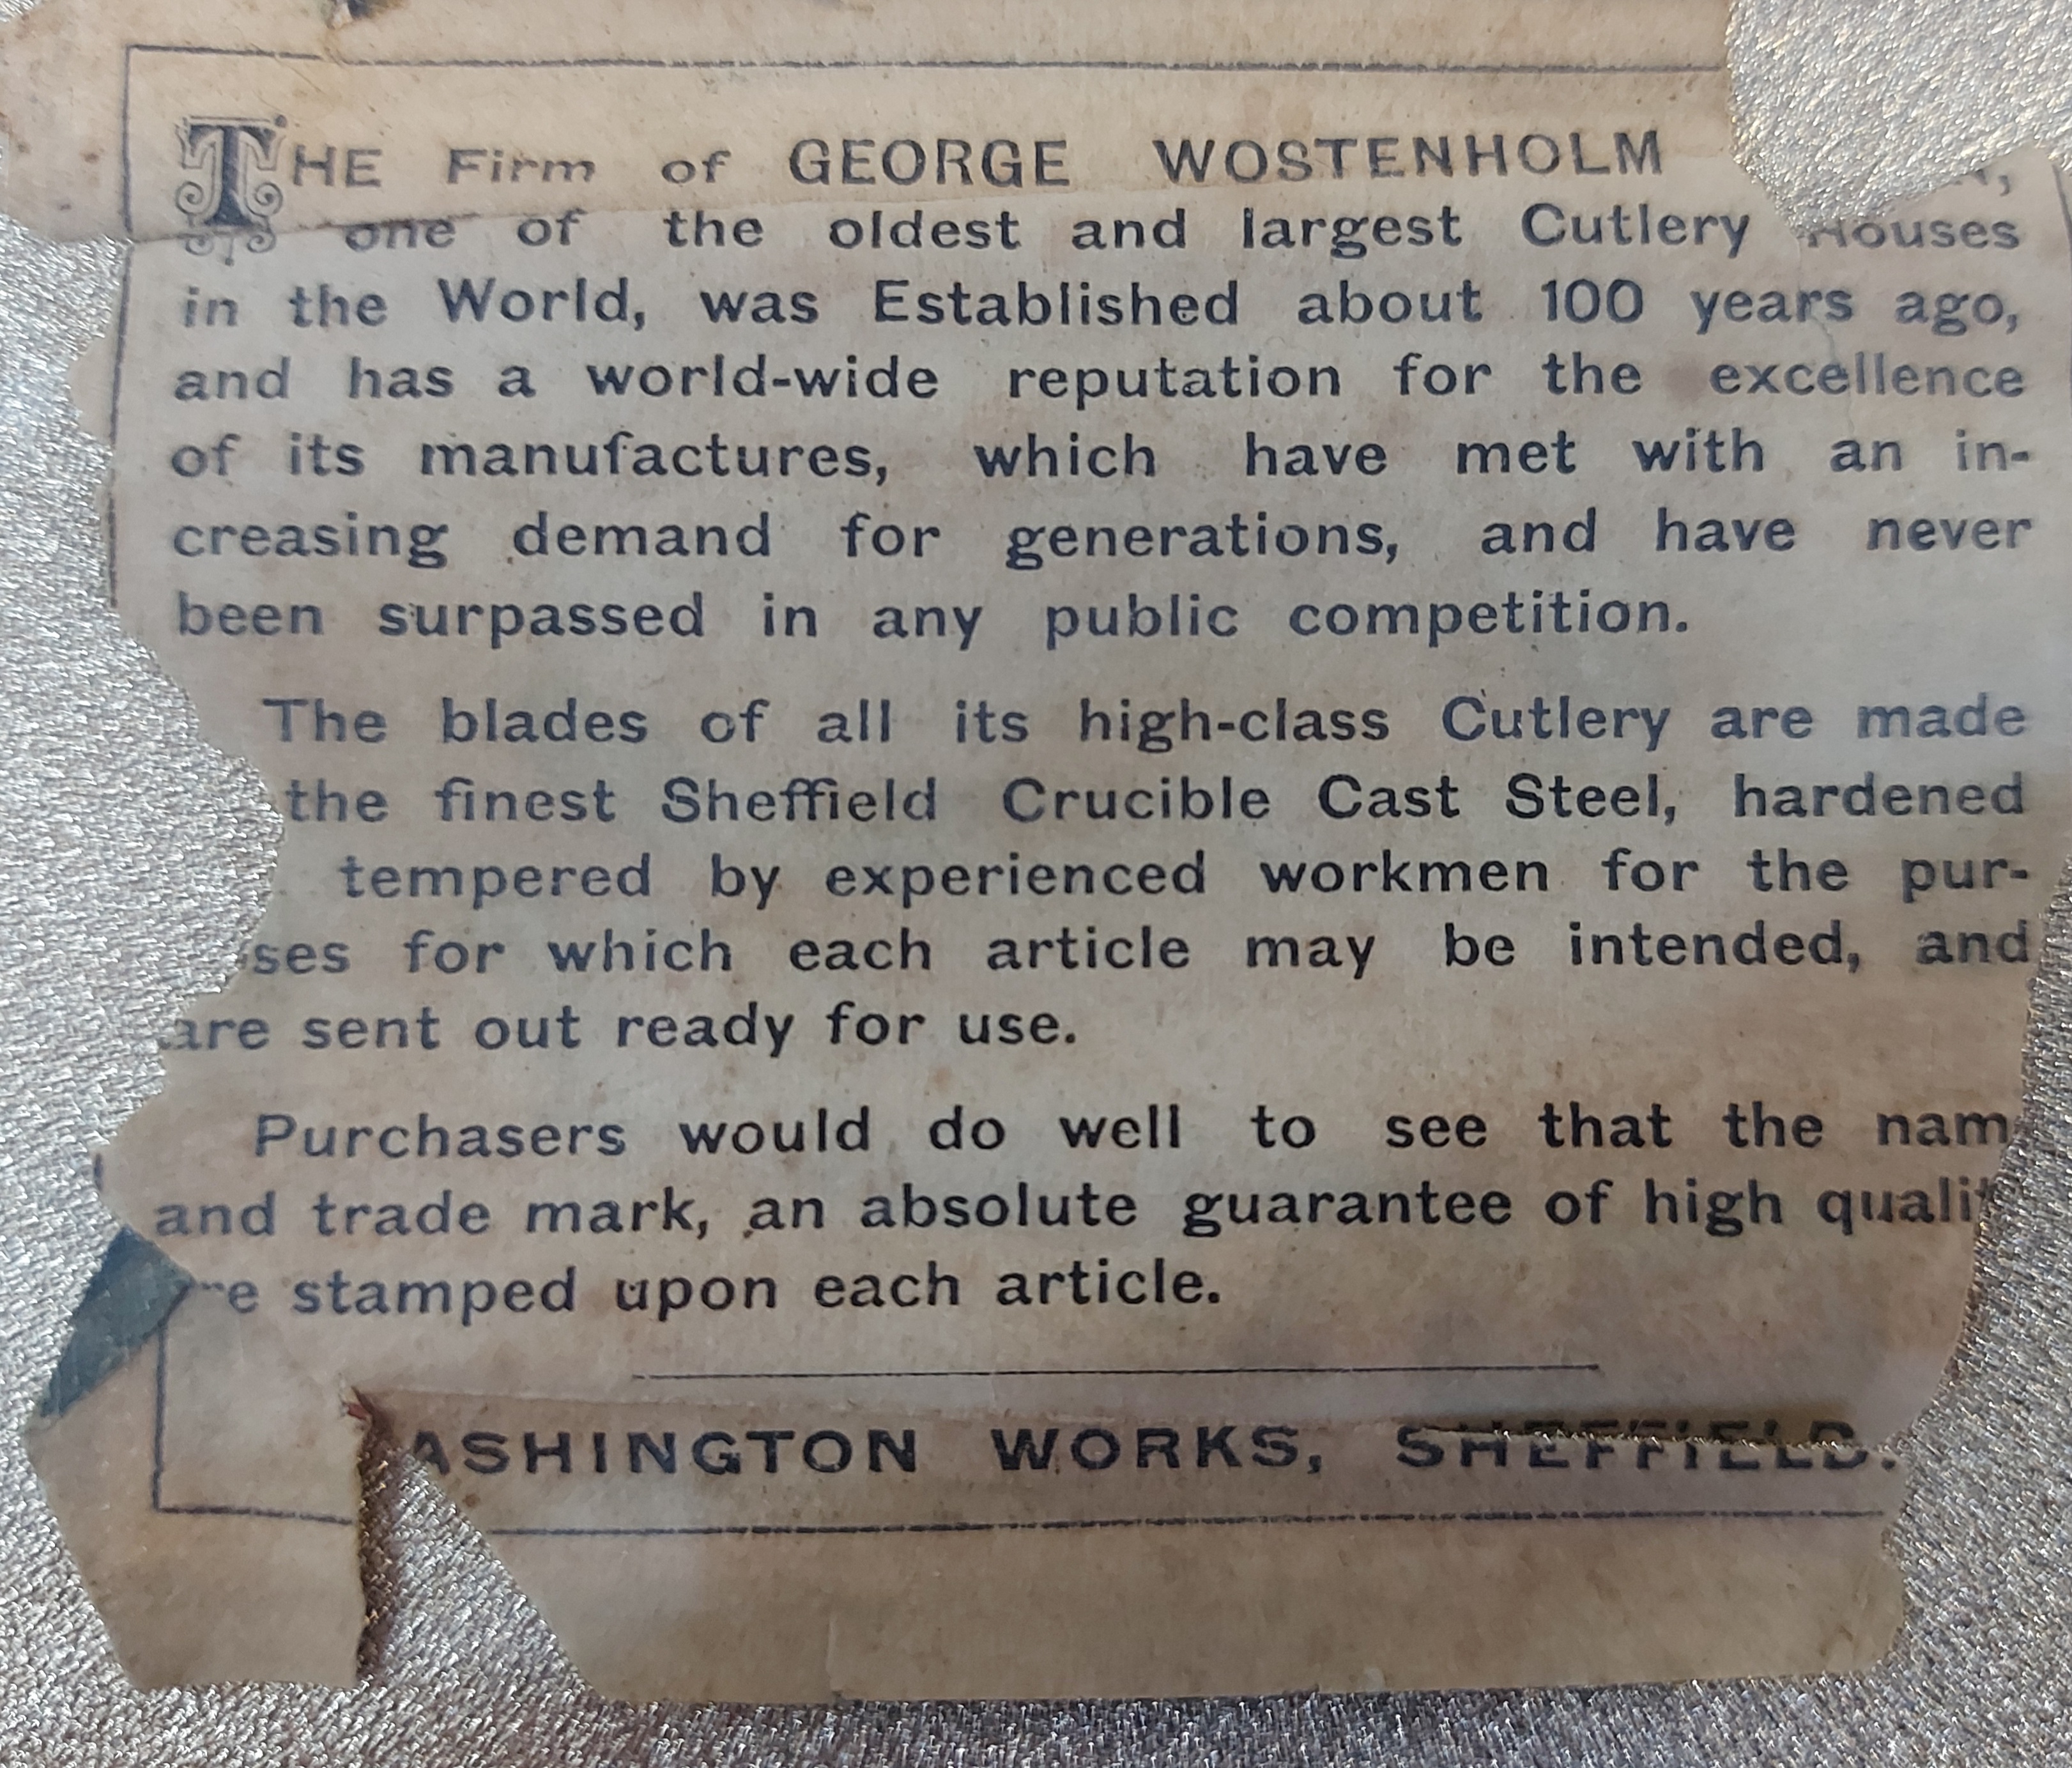 THE Firm of GEORGE WOSTENHOLM
one of the oldest and largest Cutlery Houses
in the World, was Established about 100 years ago,
and has a world-wide reputation for the excellence
of its manufactures, which have met with an in-
creasing demand for generations, and have never
been surpassed in any public competition.
The blades of all its high-class Cutlery are made
the finest Sheffield Crucible Cast Steel, hardened
tempered by experienced workmen for the pur-
ses for which each article may be intended, and
are sent out ready for use.
Purchasers would do well to see that the nam
and trade mark, an absolute guarantee of high qualit
re stamped upon each article.
ASHINGTON WORKS, SHEFFIELD.